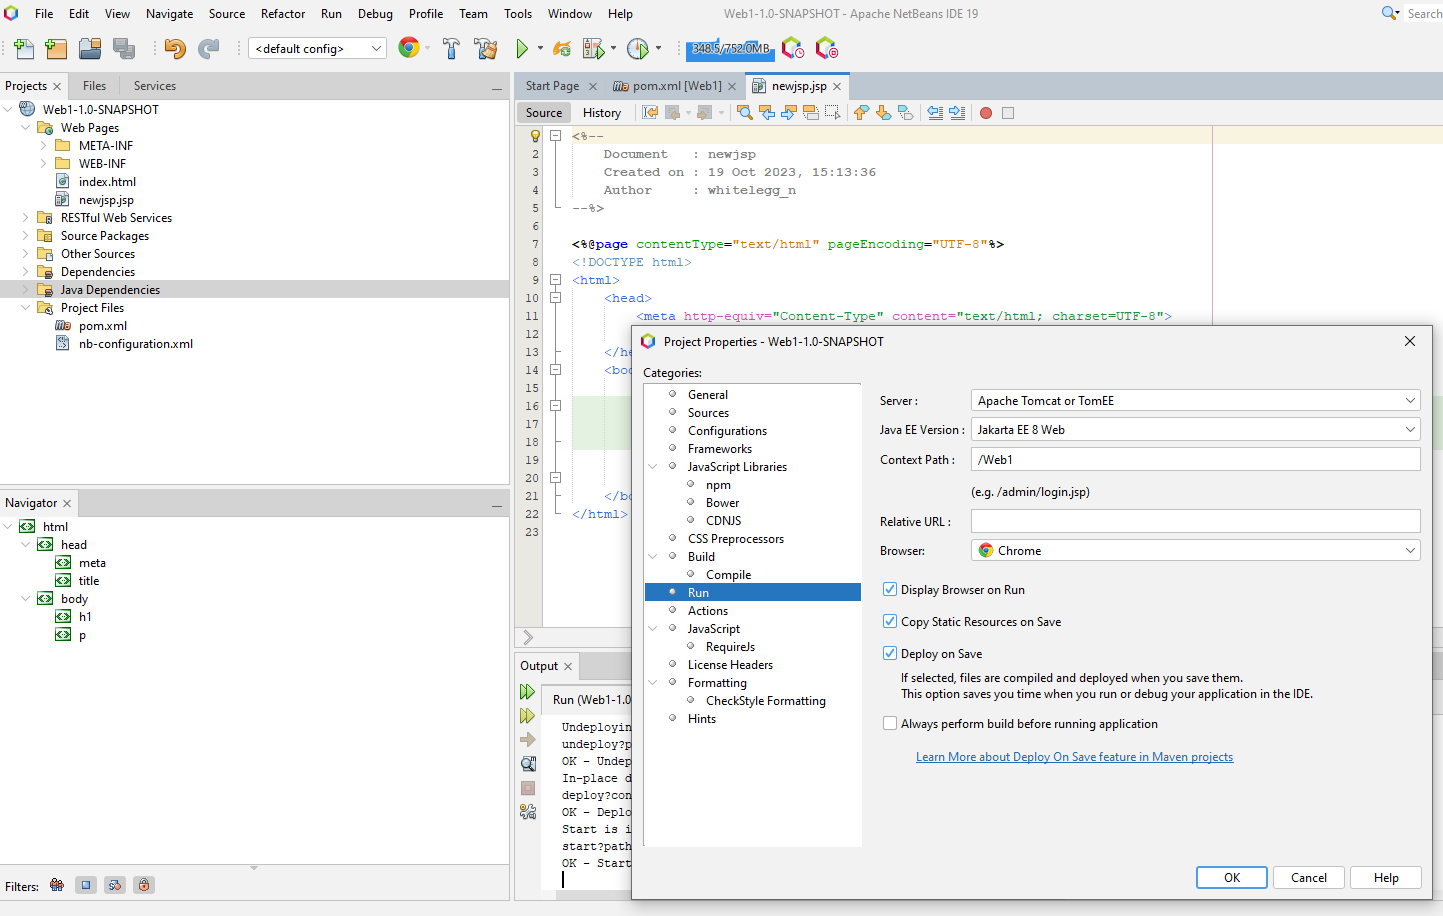 File Edit View Navigate Source Refactor Run Debug Profile Team Tools Window Help
Web1-1.0-SNAPSHOT - Apache NetBeans IDE 19
Search
<default config>
348.5/752.0MB
Projects Files Services
Web1-1.0-SNAPSHOT
Web Pages
META-INF
WEB-INF
index.html
newjsp.jsp
RESTful Web Services
Source Packages
Other Sources
Dependencies
Java Dependencies
Project Files
pom.xml
nb-configuration.xml
Navigator
html
head
meta
title
body
h1
p
Filters:
Start Page pom.xml [Web1] newjsp.jsp
Source History
<%--
2 Document : newjsp
3 Created on : 19 Oct 2023, 15:13:36
4 Author : whitelegg_n
5 --%>
6
7 <%@page contentType="text/html" pageEncoding="UTF-8"%>
8 <!DOCTYPE html>
9 <html>
10 <head>
11 <meta http-equiv="Content-Type" content="text/html; charset=UTF-8">
12
13 </he
14 <bod
15
16
17
18
19
20
21 </bo
22 </html>
23
Output
Run (Web1-1.0
Undeployin
undeploy?p
OK - Undep
In-place d
deploy?con
OK - Deplo
Start is i
start?path
OK - Start
Project Properties - Web1-1.0-SNAPSHOT
Categories:
General
Sources
Configurations
Frameworks
JavaScript Libraries
npm
Bower
CDNJS
CSS Preprocessors
Build
Compile
Run
Actions
JavaScript
RequireJs
License Headers
Formatting
CheckStyle Formatting
Hints
Server : Apache Tomcat or TomEE
Java EE Version : Jakarta EE 8 Web
Context Path : /Web1
(e.g. /admin/login.jsp)
Relative URL :
Browser: Chrome
Display Browser on Run
Copy Static Resources on Save
Deploy on Save
If selected, files are compiled and deployed when you save them.
This option saves you time when you run or debug your application in the IDE.
Always perform build before running application
Learn More about Deploy On Save feature in Maven projects
OK Cancel Help